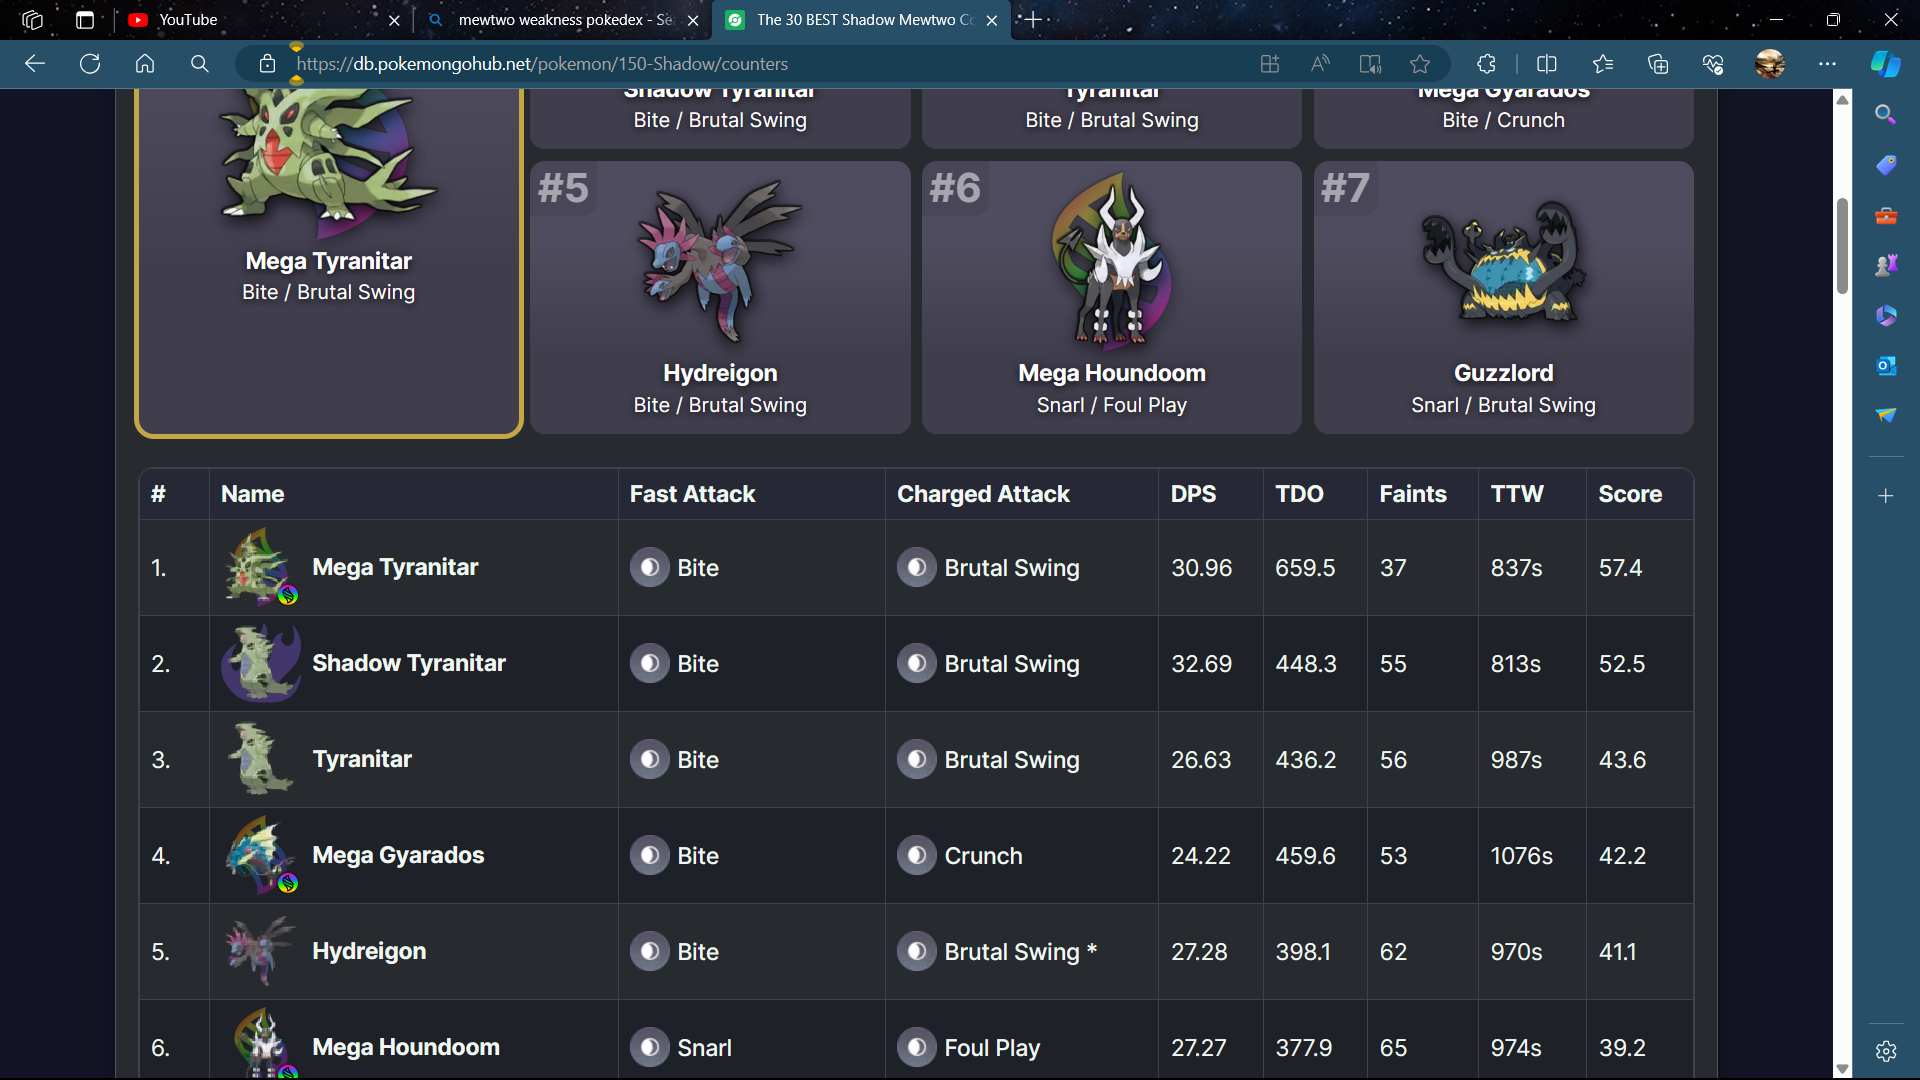 YouTube
mewtwo weakness pokedex - Se
The 30 BEST Shadow Mewtwo Co
https://db.pokemongohub.net/pokemon/150-Shadow/counters
Shadow Tyranitar
Tyranitar
Mega Gyarados
Bite / Brutal Swing
Bite / Brutal Swing
Bite / Crunch
Mega Tyranitar
Bite / Brutal Swing
#5
Hydreigon
Bite / Brutal Swing
#6
Mega Houndoom
Snarl / Foul Play
#7
Guzzlord
Snarl / Brutal Swing
# Name Fast Attack Charged Attack DPS TDO Faints TTW Score
1. Mega Tyranitar Bite Brutal Swing 30.96 659.5 37 837s 57.4
2. Shadow Tyranitar Bite Brutal Swing 32.69 448.3 55 813s 52.5
3. Tyranitar Bite Brutal Swing 26.63 436.2 56 987s 43.6
4. Mega Gyarados Bite Crunch 24.22 459.6 53 1076s 42.2
5. Hydreigon Bite Brutal Swing * 27.28 398.1 62 970s 41.1
6. Mega Houndoom Snarl Foul Play 27.27 377.9 65 974s 39.2